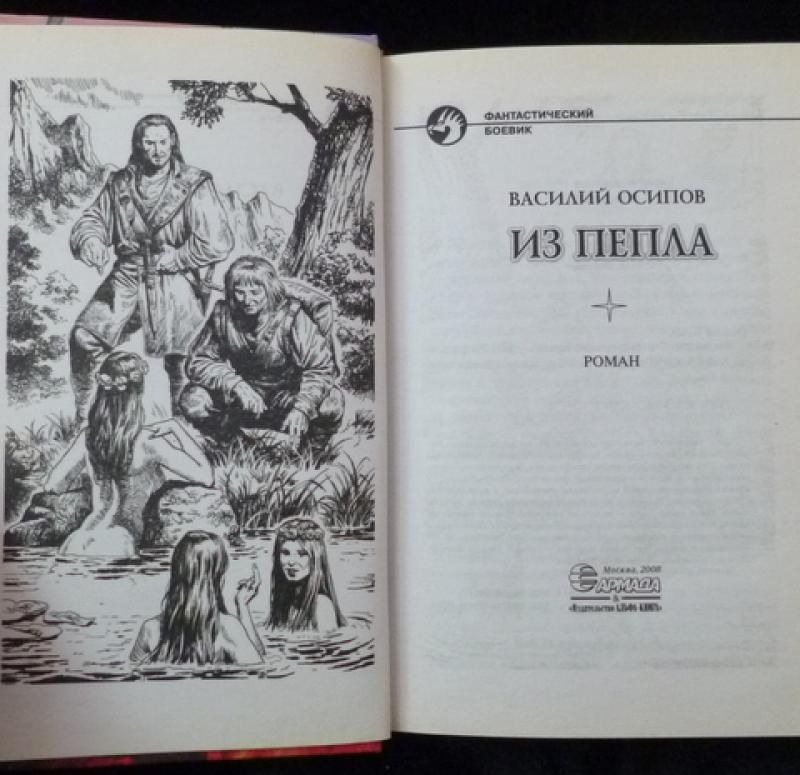 ФАНТАСТИЧЕСКИЙ
БОЕВИК
ВАСИЛИЙ ОСИПОВ
ИЗ ПЕПЛА
РОМАН
Москва, 2008
АРМАДА
&
«Издательство АЛЬФА-КНИГА»